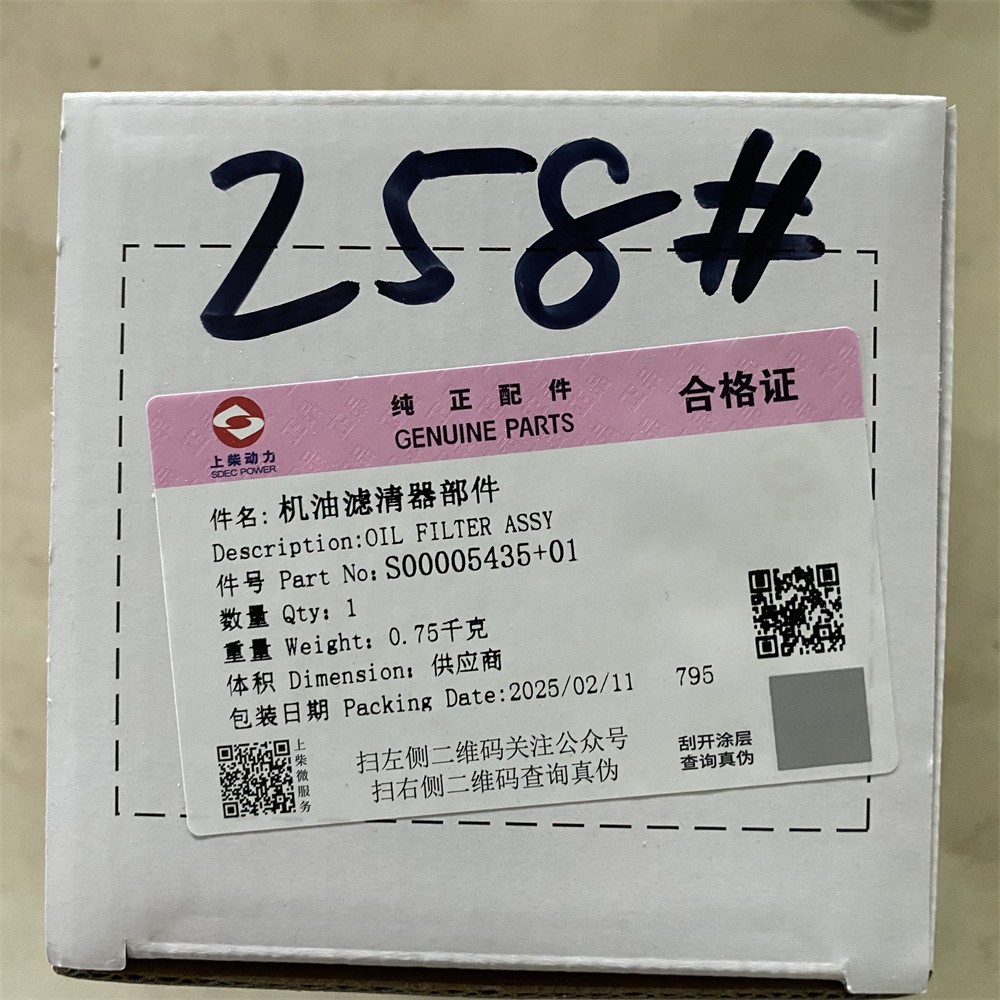 258#
纯正配件
合格证
GENUINE PARTS
上柴动力
SDEC POWER
件名: 机油滤清器部件
Description:OIL FILTER ASSY
件号 Part No: S00005435+01
数量 Qty: 1
重量 Weight: 0.75千克
体积 Dimension: 供应商
795
包装日期 Packing Date:2025/02/11
上柴微服务
扫左侧二维码关注公众号
扫右侧二维码查询真伪
刮开涂层
查询真伪